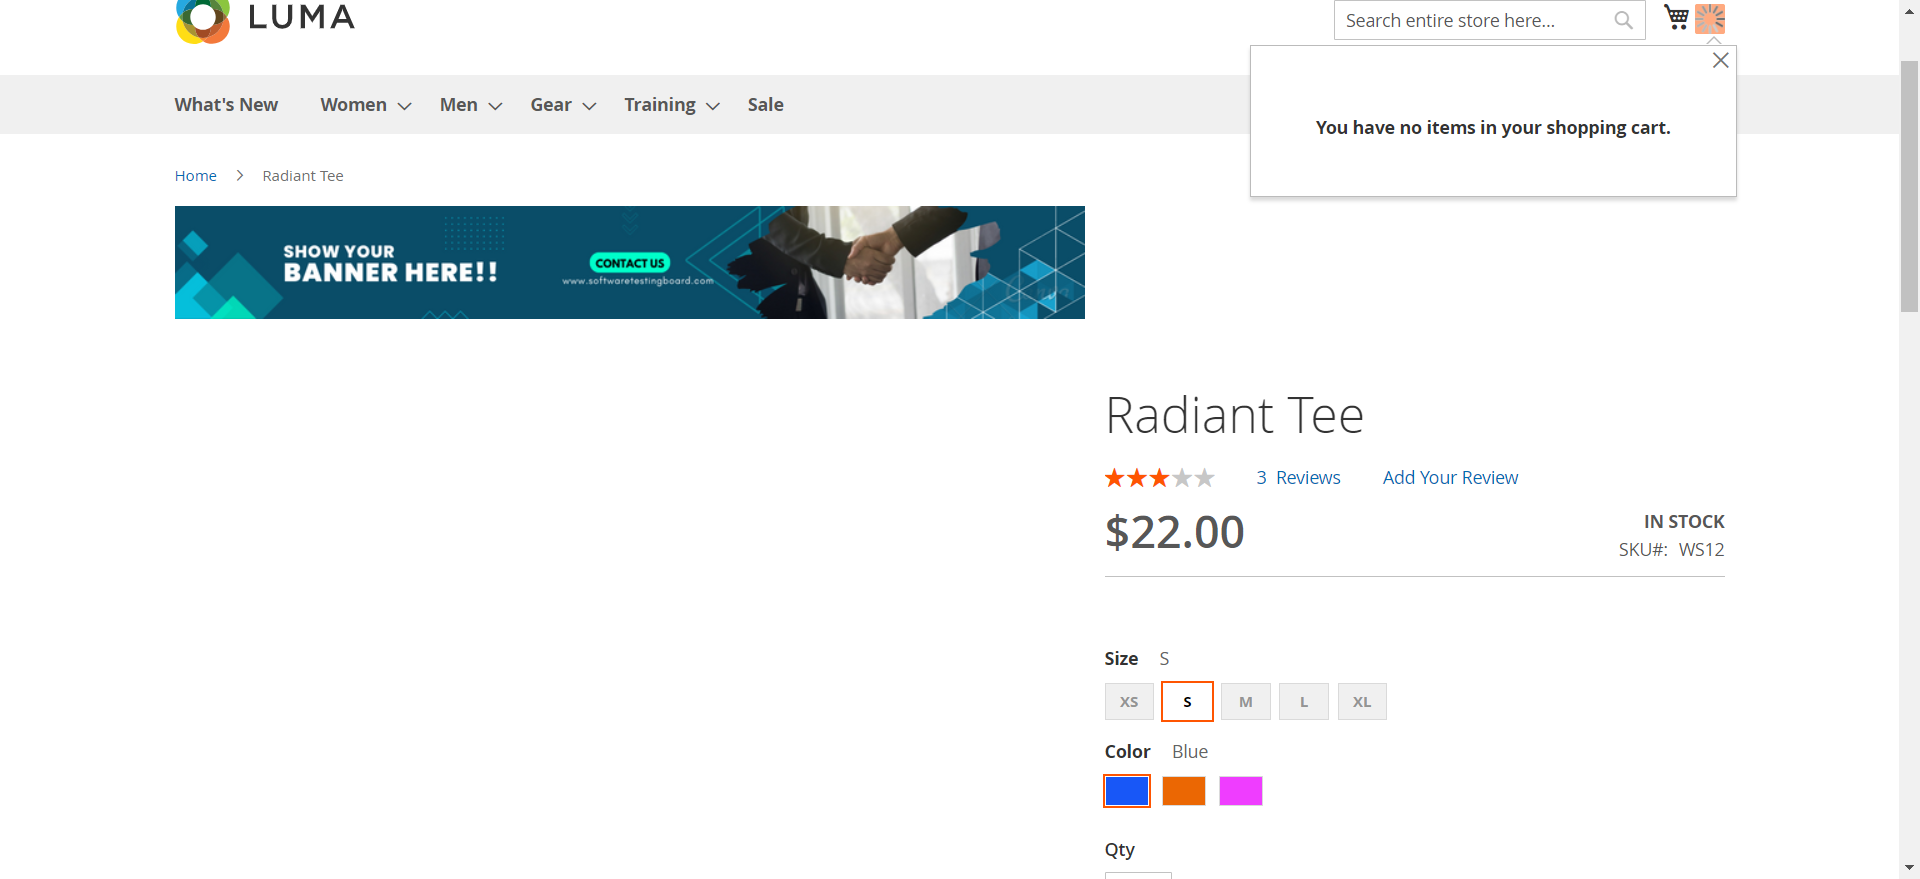 LUMA
Search entire store here...
What's New Women Men Gear Training Sale
You have no items in your shopping cart.
Home Radiant Tee
SHOW YOUR
BANNER HERE!!
CONTACT US
www.softwaretestingboard.com
Radiant Tee
3 Reviews Add Your Review
$22.00
IN STOCK
SKU#: WS12
Size S
XS S M L XL
Color Blue
Qty